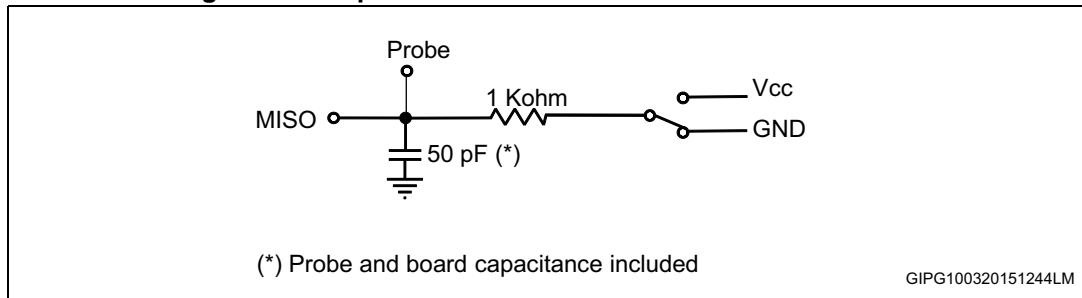 Probe
1 Kohm
Vcc
MISO
GND
50 pF (*)
(*) Probe and board capacitance included
GIPG100320151244LM